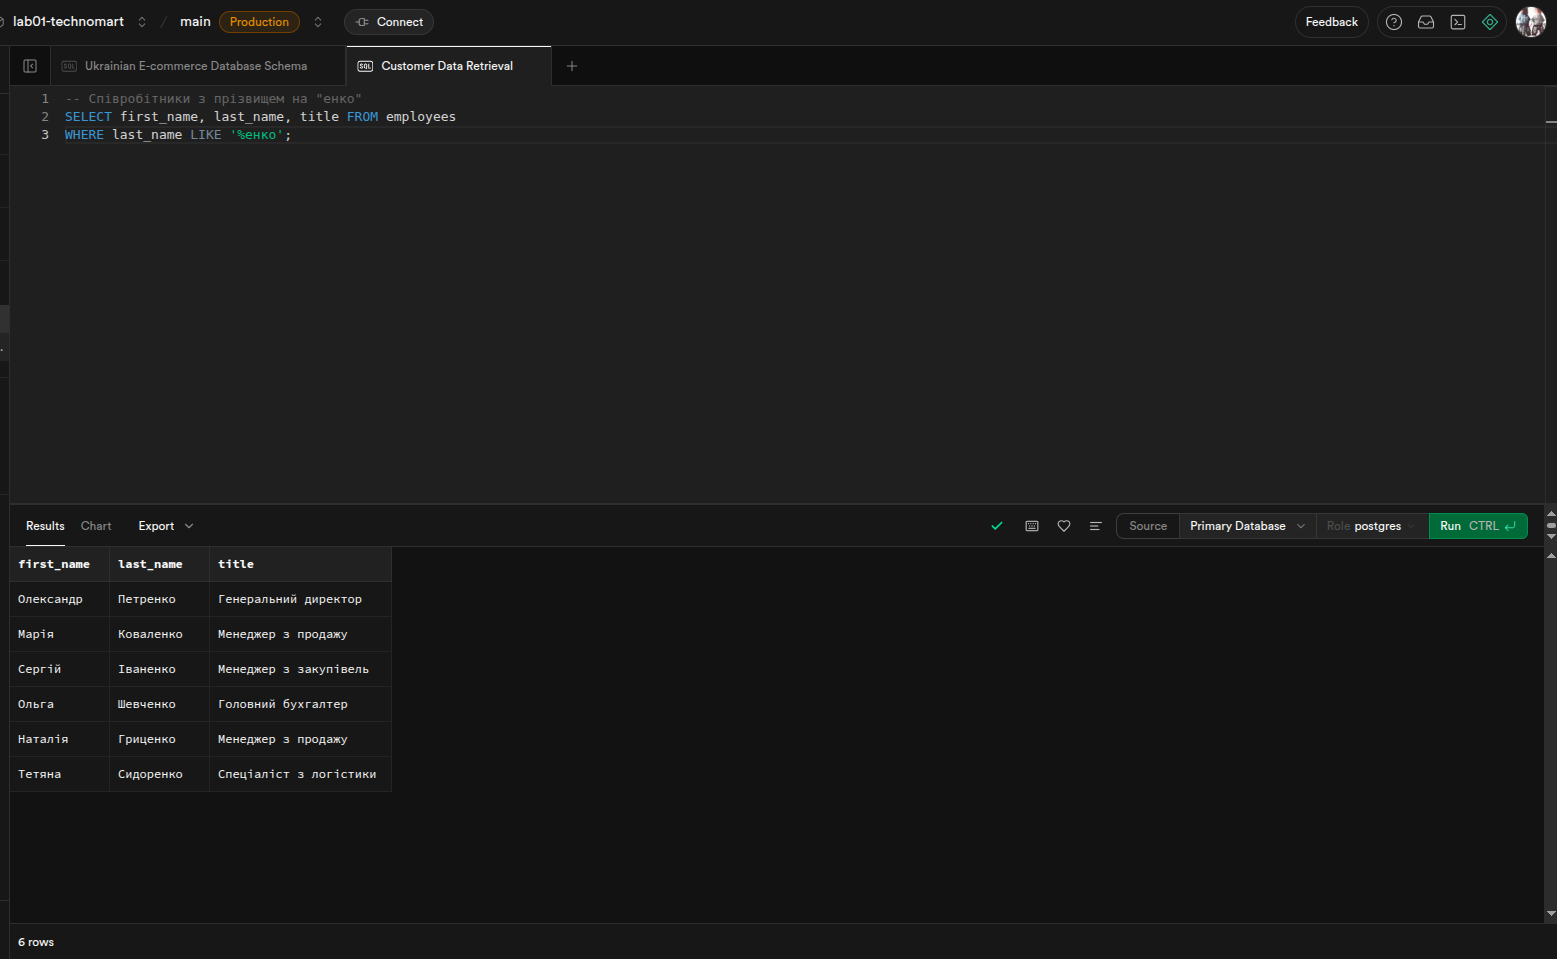 lab01-technomart / main Production Connect Feedback
Ukrainian E-commerce Database Schema Customer Data Retrieval
1 -- Співробітники з прізвищем на "енко"
2 SELECT first_name, last_name, title FROM employees
3 WHERE last_name LIKE '%енко';
Results Chart Export Source Primary Database Role postgres Run CTRL
first_name last_name title
Олександр Петренко Генеральний директор
Марія Коваленко Менеджер з продажу
Сергій Іваненко Менеджер з закупівель
Ольга Шевченко Головний бухгалтер
Наталія Гриценко Менеджер з продажу
Тетяна Сидоренко Спеціаліст з логістики
6 rows